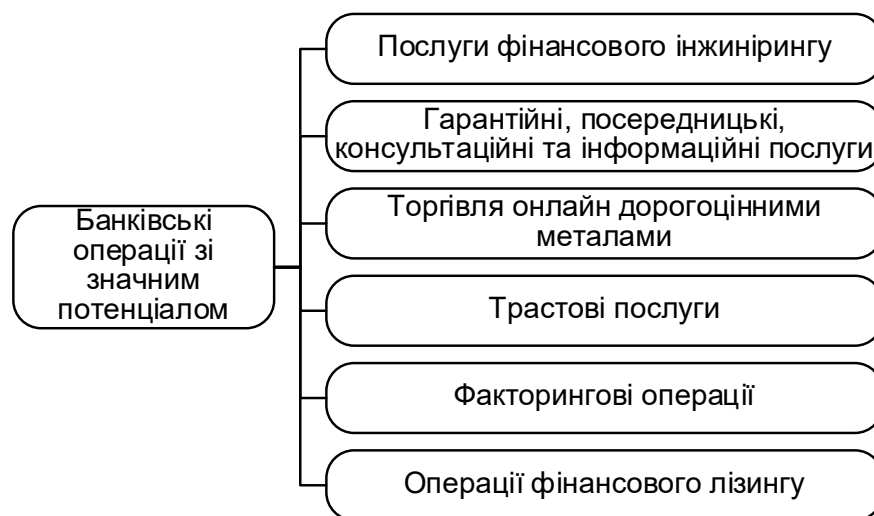 Послуги фінансового інжинірингу
Гарантійні, посередницькі,
консультаційні та інформаційні послуги
Торгівля онлайн дорогоцінними
металами
Банківські
операції зі
значним
потенціалом
Трастові послуги
Факторингові операції
Операції фінансового лізингу